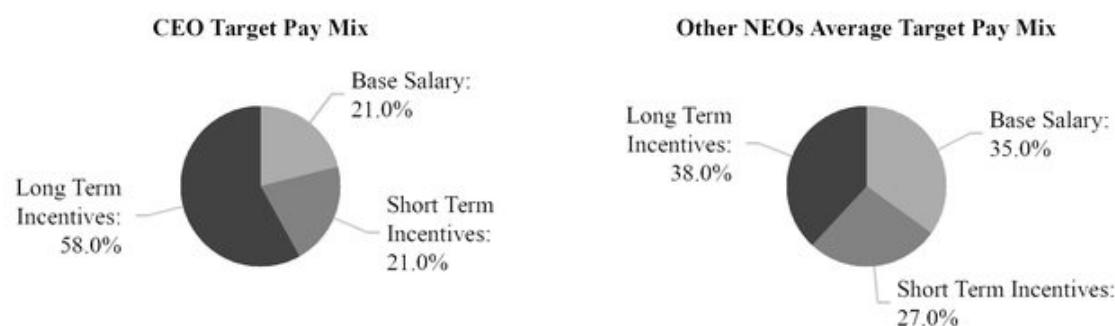 CEO Target Pay Mix
Base Salary:
21.0%
Short Term
Incentives:
21.0%
Long Term
Incentives:
58.0%
Other NEOs Average Target Pay Mix
Base Salary:
35.0%
Short Term Incentives:
27.0%
Long Term
Incentives:
38.0%